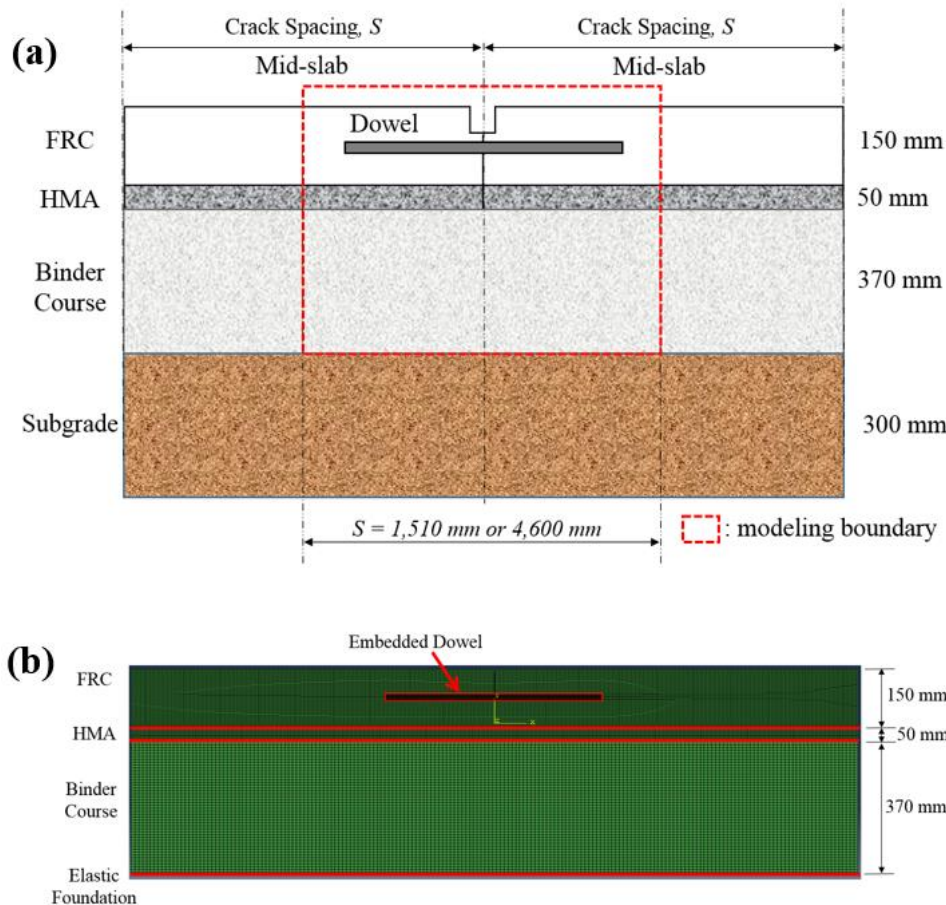 (a)
Crack Spacing, S
Crack Spacing, S
Mid-slab
Mid-slab
FRC
Dowel
150 mm
HMA
50 mm
Binder
Course
370 mm
Subgrade
300 mm
S = 1,510 mm or 4,600 mm
: modeling boundary
(b)
Embedded Dowel
FRC
150 mm
HMA
50 mm
Binder
Course
370 mm
Elastic
Foundation